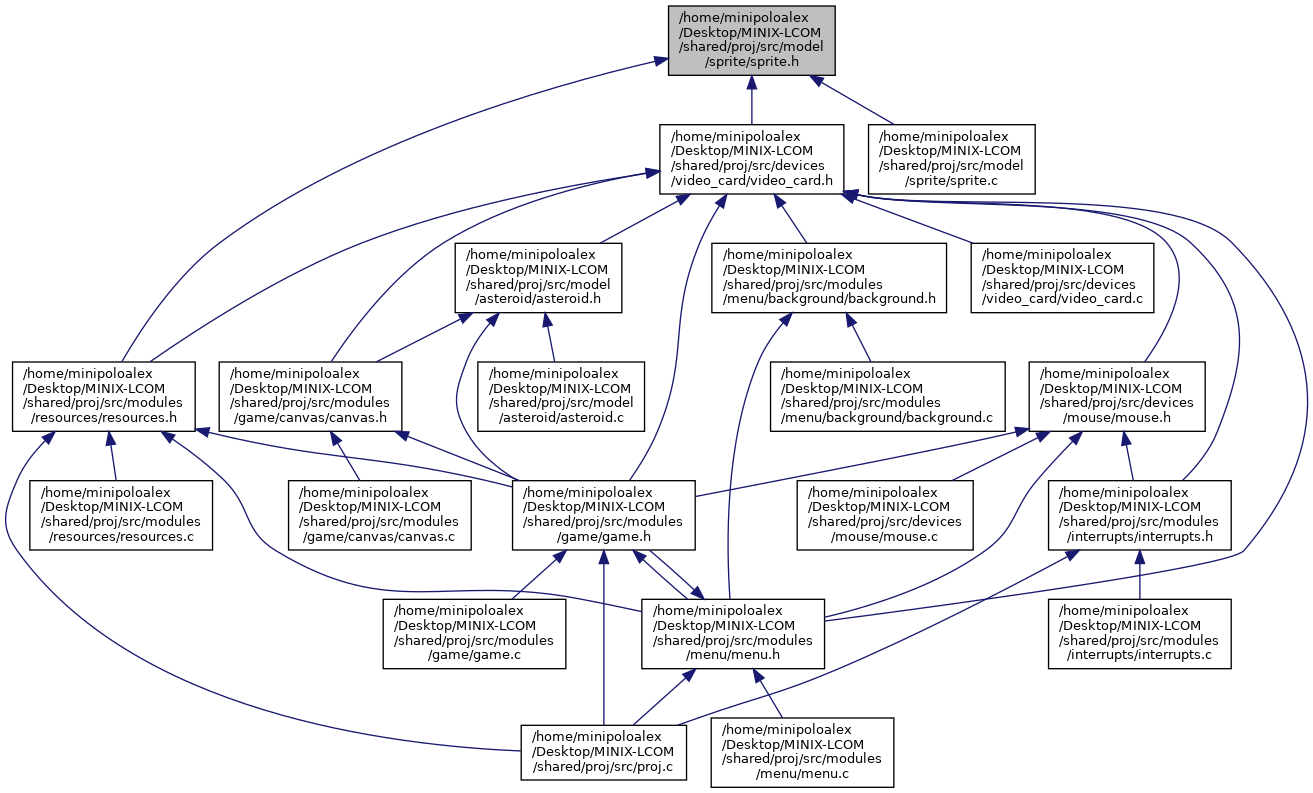 /home/minipoloalex
/Desktop/MINIX-LCOM
/shared/proj/src/model
/sprite/sprite.h
/home/minipoloalex
/Desktop/MINIX-LCOM
/shared/proj/src/devices
/video_card/video_card.h
/home/minipoloalex
/Desktop/MINIX-LCOM
/shared/proj/src/model
/sprite/sprite.c
/home/minipoloalex
/Desktop/MINIX-LCOM
/shared/proj/src/model
/asteroid/asteroid.h
/home/minipoloalex
/Desktop/MINIX-LCOM
/shared/proj/src/modules
/menu/background/background.h
/home/minipoloalex
/Desktop/MINIX-LCOM
/shared/proj/src/devices
/video_card/video_card.c
/home/minipoloalex
/Desktop/MINIX-LCOM
/shared/proj/src/modules
/resources/resources.h
/home/minipoloalex
/Desktop/MINIX-LCOM
/shared/proj/src/modules
/game/canvas/canvas.h
/home/minipoloalex
/Desktop/MINIX-LCOM
/shared/proj/src/model
/asteroid/asteroid.c
/home/minipoloalex
/Desktop/MINIX-LCOM
/shared/proj/src/modules
/menu/background/background.c
/home/minipoloalex
/Desktop/MINIX-LCOM
/shared/proj/src/devices
/mouse/mouse.h
/home/minipoloalex
/Desktop/MINIX-LCOM
/shared/proj/src/modules
/resources/resources.c
/home/minipoloalex
/Desktop/MINIX-LCOM
/shared/proj/src/modules
/game/canvas/canvas.c
/home/minipoloalex
/Desktop/MINIX-LCOM
/shared/proj/src/modules
/game/game.h
/home/minipoloalex
/Desktop/MINIX-LCOM
/shared/proj/src/devices
/mouse/mouse.c
/home/minipoloalex
/Desktop/MINIX-LCOM
/shared/proj/src/modules
/interrupts/interrupts.h
/home/minipoloalex
/Desktop/MINIX-LCOM
/shared/proj/src/modules
/game/game.c
/home/minipoloalex
/Desktop/MINIX-LCOM
/shared/proj/src/modules
/menu/menu.h
/home/minipoloalex
/Desktop/MINIX-LCOM
/shared/proj/src/modules
/interrupts/interrupts.c
/home/minipoloalex
/Desktop/MINIX-LCOM
/shared/proj/src/proj.c
/home/minipoloalex
/Desktop/MINIX-LCOM
/shared/proj/src/modules
/menu/menu.c